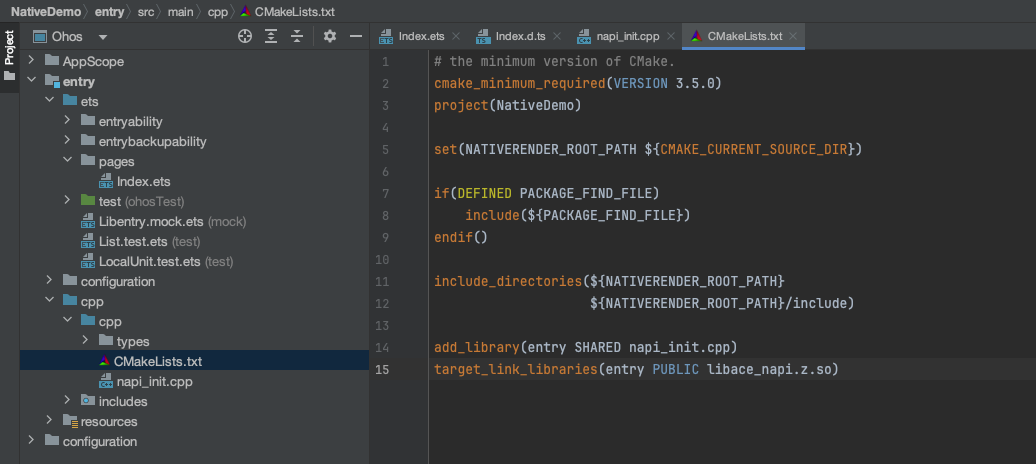 NativeDemo entry src main cpp CMakeLists.txt
Project
Ohos
Index.ets Index.d.ts napi_init.cpp CMakeLists.txt
AppScope
entry
ets
entryability
entrybackupability
pages
Index.ets
test (ohosTest)
Libentry.mock.ets (mock)
List.test.ets (test)
LocalUnit.test.ets (test)
configuration
cpp
cpp
types
CMakeLists.txt
napi_init.cpp
includes
resources
configuration
1 # the minimum version of CMake.
2 cmake_minimum_required(VERSION 3.5.0)
3 project(NativeDemo)
4
5 set(NATIVERENDER_ROOT_PATH ${CMAKE_CURRENT_SOURCE_DIR})
6
7 if(DEFINED PACKAGE_FIND_FILE)
8     include(${PACKAGE_FIND_FILE})
9 endif()
10
11 include_directories(${NATIVERENDER_ROOT_PATH}
12                     ${NATIVERENDER_ROOT_PATH}/include)
13
14 add_library(entry SHARED napi_init.cpp)
15 target_link_libraries(entry PUBLIC libace_napi.z.so)